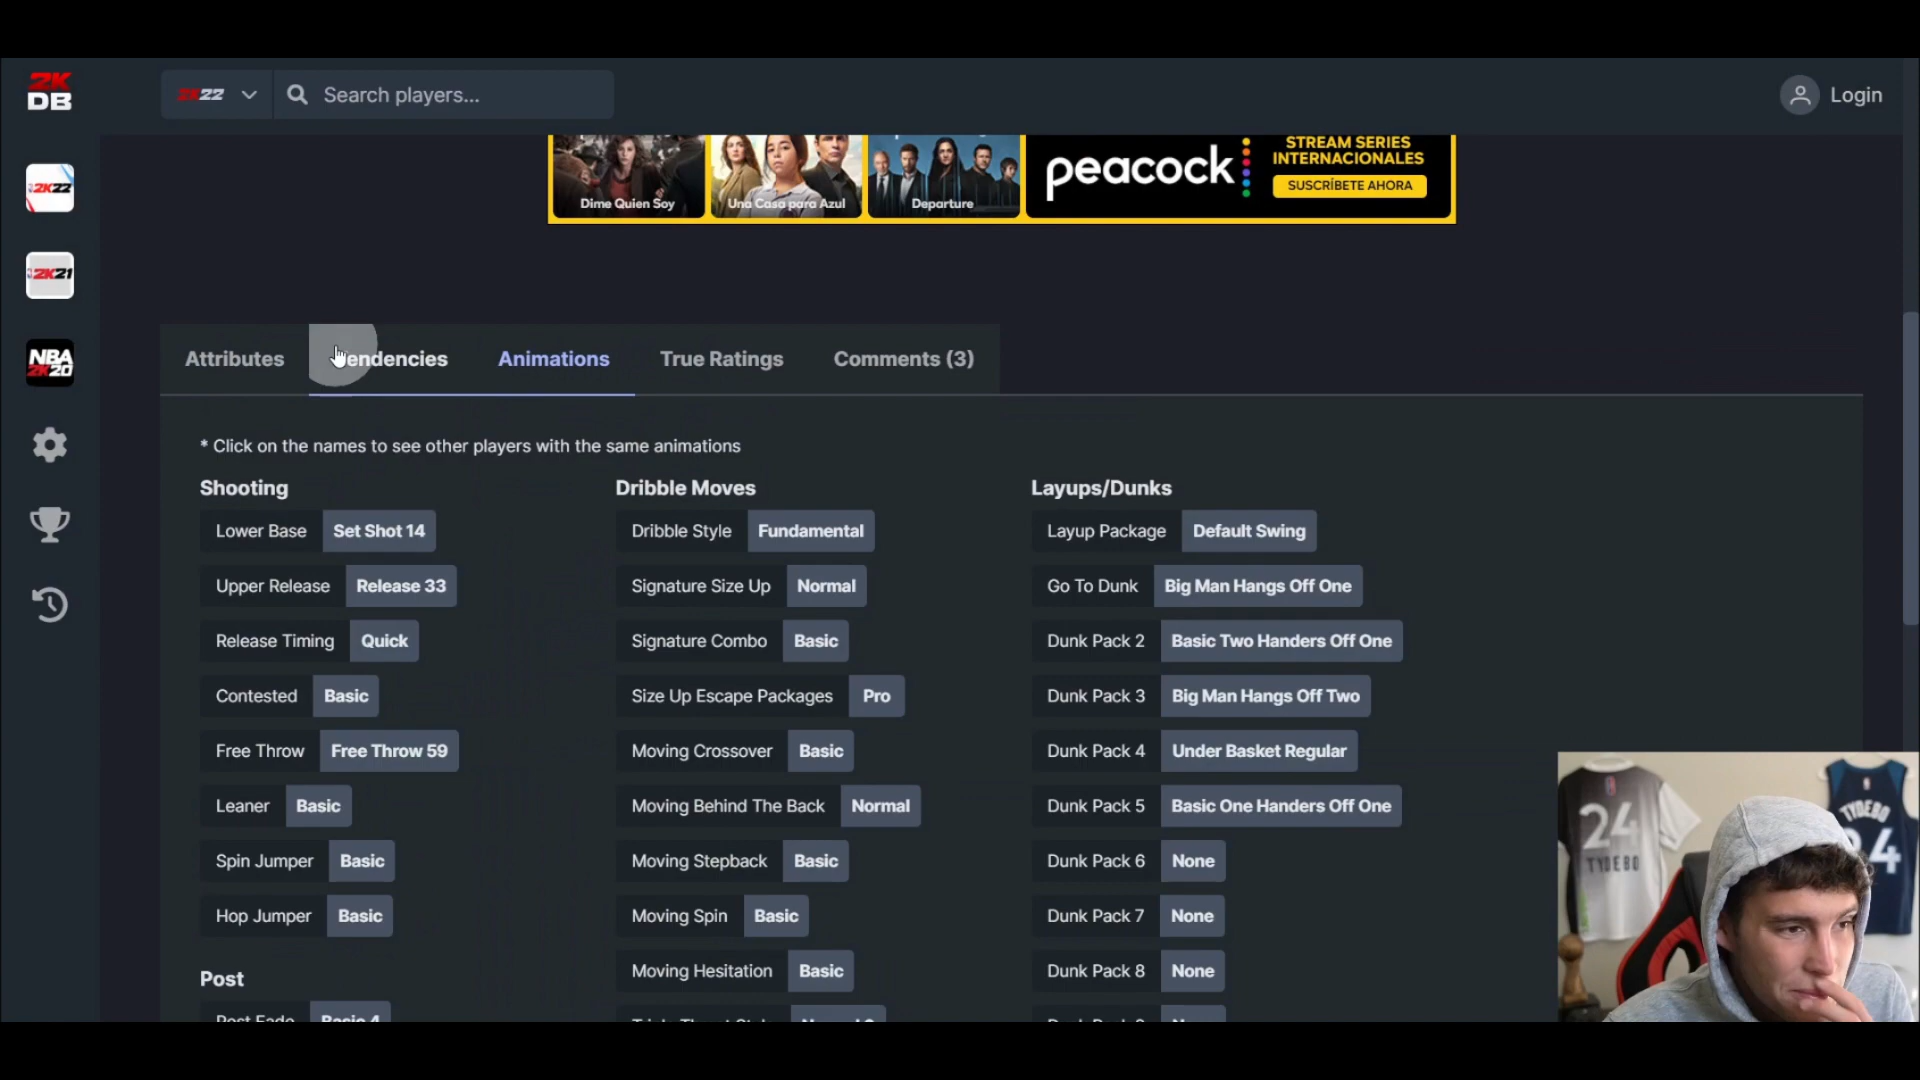 2K
DB
2K22
Search players...
Login
2K22
2K21
NBA
2K20
Dime Quien Soy
Una Casa para Azul
Departure
peacock
STREAM SERIES
INTERNACIONALES
SUSCRÍBETE AHORA
Attributes
Tendencies
Animations
True Ratings
Comments (3)
* Click on the names to see other players with the same animations
Shooting
Lower Base Set Shot 14
Upper Release Release 33
Release Timing Quick
Contested Basic
Free Throw Free Throw 59
Leaner Basic
Spin Jumper Basic
Hop Jumper Basic
Post
Post Fade Basic 4
Dribble Moves
Dribble Style Fundamental
Signature Size Up Normal
Signature Combo Basic
Size Up Escape Packages Pro
Moving Crossover Basic
Moving Behind The Back Normal
Moving Stepback Basic
Moving Spin Basic
Moving Hesitation Basic
Layups/Dunks
Layup Package Default Swing
Go To Dunk Big Man Hangs Off One
Dunk Pack 2 Basic Two Handers Off One
Dunk Pack 3 Big Man Hangs Off Two
Dunk Pack 4 Under Basket Regular
Dunk Pack 5 Basic One Handers Off One
Dunk Pack 6 None
Dunk Pack 7 None
Dunk Pack 8 None
24
TYDEBO
TYDEBO
4